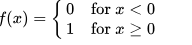 f(x) = { 0 for x < 0
1 for x ≥ 0